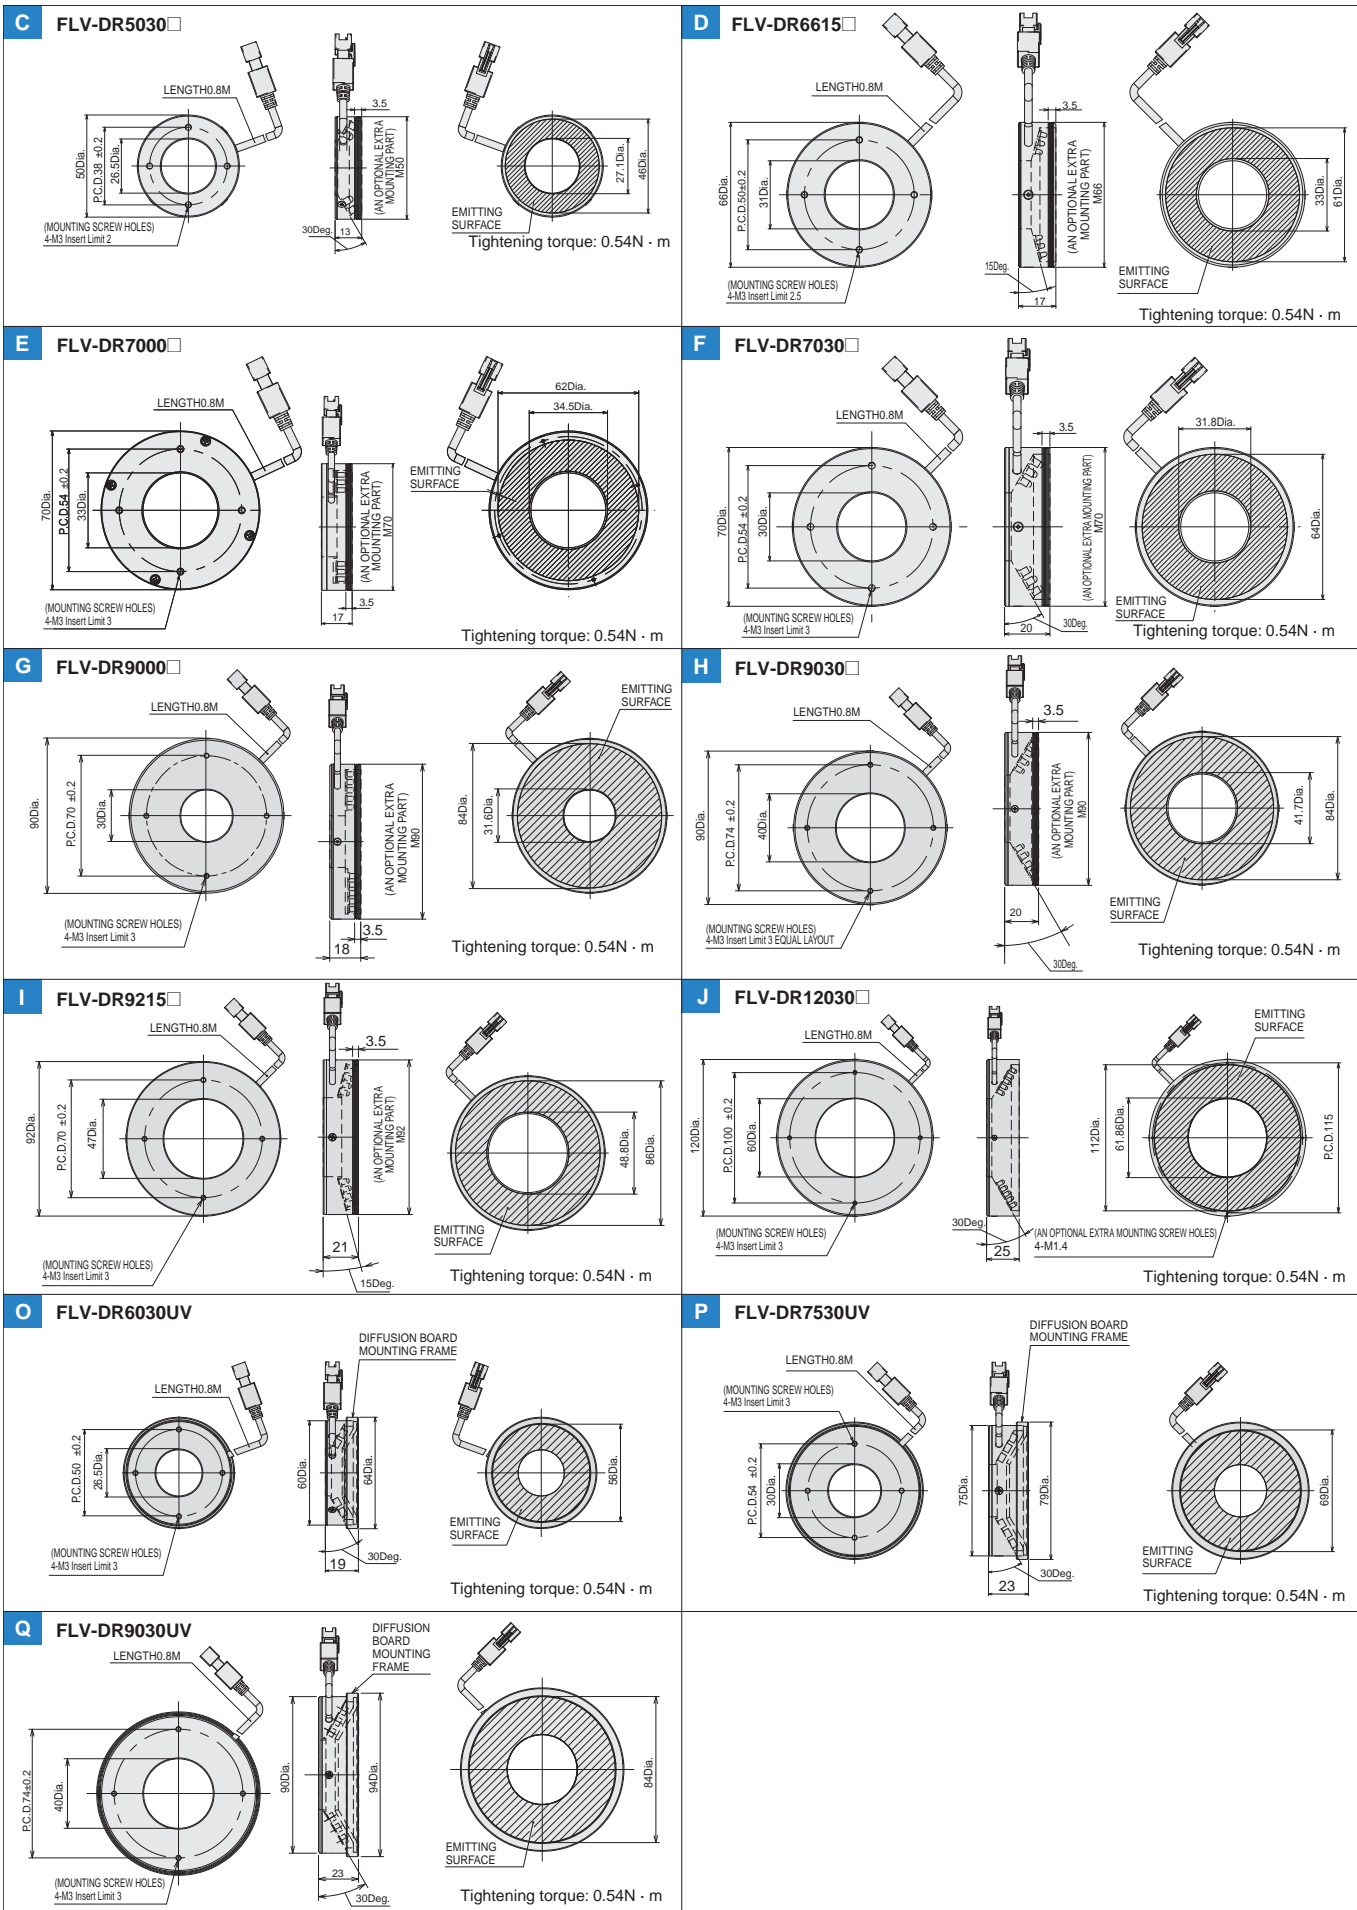 C FLV-DR5030□
LENGTH0.8M
50Dia.
P.C.D.38 ±0.2
26.5Dia.
(MOUNTING SCREW HOLES)
4-M3 Insert Limit 2
3.5
(AN OPTIONAL EXTRA
MOUNTING PART)
M50
30Deg.
13
27.1Dia.
46Dia.
EMITTING
SURFACE
Tightening torque: 0.54N · m
D FLV-DR6615□
LENGTH0.8M
66Dia.
P.C.D.50±0.2
31Dia.
(MOUNTING SCREW HOLES)
4-M3 Insert Limit 2.5
3.5
(AN OPTIONAL EXTRA
MOUNTING PART)
M66
15Deg.
17
33Dia.
61Dia.
EMITTING
SURFACE
Tightening torque: 0.54N · m
E FLV-DR7000□
LENGTH0.8M
70Dia.
P.C.D.54 ±0.2
33Dia.
(MOUNTING SCREW HOLES)
4-M3 Insert Limit 3
(AN OPTIONAL EXTRA
MOUNTING PART)
M70
3.5
17
62Dia.
34.5Dia.
EMITTING
SURFACE
Tightening torque: 0.54N · m
F FLV-DR7030□
LENGTH0.8M
70Dia.
P.C.D.54 ±0.2
30Dia.
(MOUNTING SCREW HOLES)
4-M3 Insert Limit 3
3.5
(AN OPTIONAL EXTRA MOUNTING PART)
M70
20
30Deg.
31.8Dia.
64Dia.
EMITTING
SURFACE
Tightening torque: 0.54N · m
G FLV-DR9000□
LENGTH0.8M
90Dia.
P.C.D.70 ±0.2
30Dia.
(MOUNTING SCREW HOLES)
4-M3 Insert Limit 3
(AN OPTIONAL EXTRA
MOUNTING PART)
M90
3.5
18
EMITTING
SURFACE
84Dia.
31.6Dia.
Tightening torque: 0.54N · m
H FLV-DR9030□
LENGTH0.8M
90Dia.
P.C.D.74 ±0.2
40Dia.
(MOUNTING SCREW HOLES)
4-M3 Insert Limit 3 EQUAL LAYOUT
3.5
(AN OPTIONAL EXTRA
MOUNTING PART)
M90
20
30Deg.
41.7Dia.
84Dia.
EMITTING
SURFACE
Tightening torque: 0.54N · m
I FLV-DR9215□
LENGTH0.8M
92Dia.
P.C.D.70 ±0.2
47Dia.
(MOUNTING SCREW HOLES)
4-M3 Insert Limit 3
3.5
(AN OPTIONAL EXTRA
MOUNTING PART)
M92
21
15Deg.
48.8Dia.
86Dia.
EMITTING
SURFACE
Tightening torque: 0.54N · m
J FLV-DR12030□
LENGTH0.8M
120Dia.
P.C.D.100 ±0.2
60Dia.
(MOUNTING SCREW HOLES)
4-M3 Insert Limit 3
30Deg.
25
EMITTING
SURFACE
112Dia.
61.86Dia.
P.C.D.115
(AN OPTIONAL EXTRA MOUNTING SCREW HOLES)
4-M1.4
Tightening torque: 0.54N · m
O FLV-DR6030UV
LENGTH0.8M
P.C.D.50 ±0.2
26.5Dia.
(MOUNTING SCREW HOLES)
4-M3 Insert Limit 3
DIFFUSION BOARD
MOUNTING FRAME
60Dia.
64Dia.
30Deg.
19
56Dia.
EMITTING
SURFACE
Tightening torque: 0.54N · m
P FLV-DR7530UV
LENGTH0.8M
(MOUNTING SCREW HOLES)
4-M3 Insert Limit 3
P.C.D.54 ±0.2
30Dia.
DIFFUSION BOARD
MOUNTING FRAME
75Dia.
79Dia.
30Deg.
23
69Dia.
EMITTING
SURFACE
Tightening torque: 0.54N · m
Q FLV-DR9030UV
LENGTH0.8M
P.C.D.74±0.2
40Dia.
(MOUNTING SCREW HOLES)
4-M3 Insert Limit 3
DIFFUSION
BOARD
MOUNTING
FRAME
90Dia.
94Dia.
23
30Deg.
84Dia.
EMITTING
SURFACE
Tightening torque: 0.54N · m